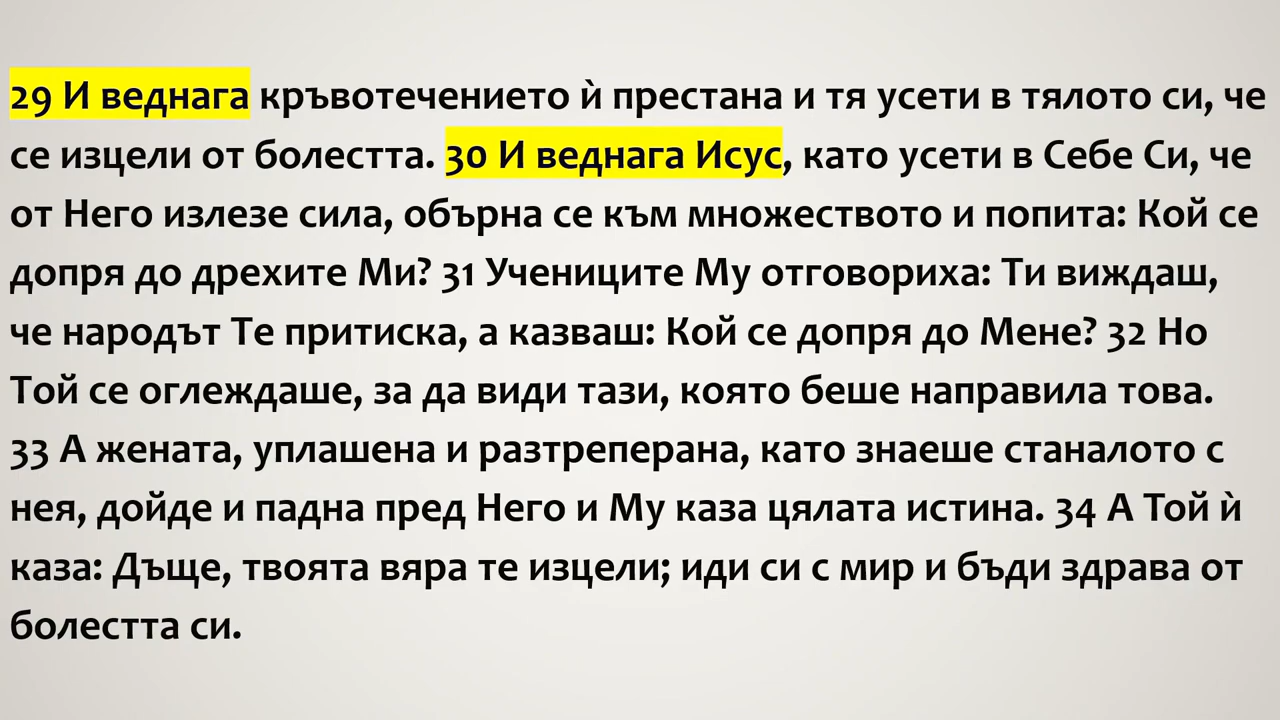 29 И веднага кръвотечението ѝ престана и тя усети в тялото си, че
се изцели от болестта. 30 И веднага Исус, като усети в Себе Си, че
от Него излезе сила, обърна се към множеството и попита: Кой се
допря до дрехите Ми? 31 Учениците Му отговориха: Ти виждаш,
че народът Те притиска, а казваш: Кой се допря до Мене? 32 Но
Той се оглеждаше, за да види тази, която беше направила това.
33 А жената, уплашена и разтреперана, като знаеше станалото с
нея, дойде и падна пред Него и Му каза цялата истина. 34 А Той ѝ
каза: Дъще, твоята вяра те изцели; иди си с мир и бъди здрава от
болестта си.